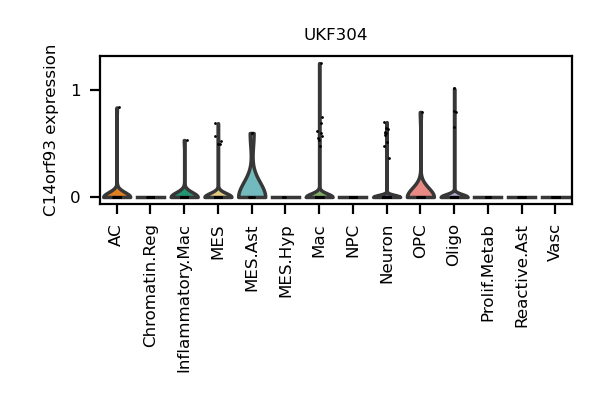 UKF304
C14orf93 expression
1
0
AC
Chromatin.Reg
Inflammatory.Mac
MES
MES.Ast
MES.Hyp
Mac
NPC
Neuron
OPC
Oligo
Prolif.Metab
Reactive.Ast
Vasc